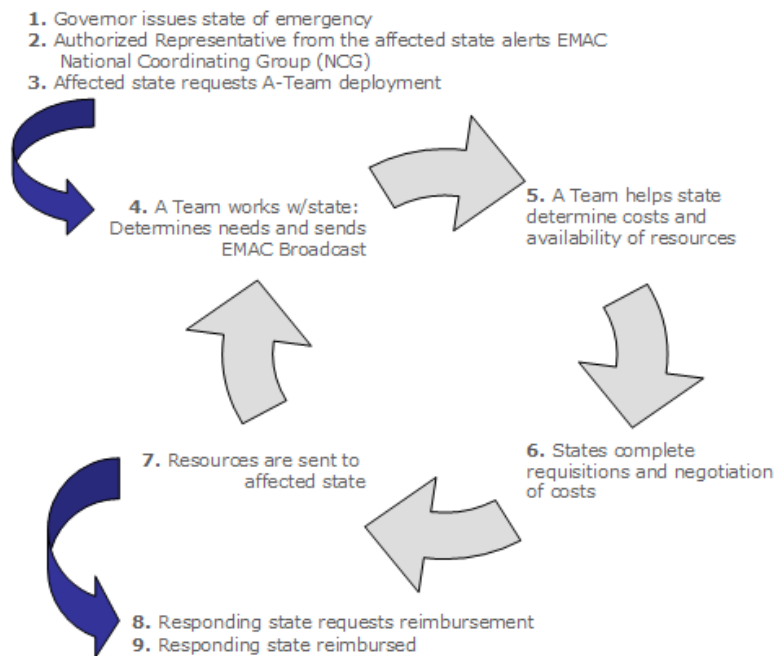 1. Governor issues state of emergency
2. Authorized Representative from the affected state alerts EMAC
National Coordinating Group (NCG)
3. Affected state requests A-Team deployment
4. A Team works w/state:
Determines needs and sends
EMAC Broadcast
5. A Team helps state
determine costs and
availability of resources
6. States complete
requisitions and negotiation
of costs
7. Resources are sent to
affected state
8. Responding state requests reimbursement
9. Responding state reimbursed